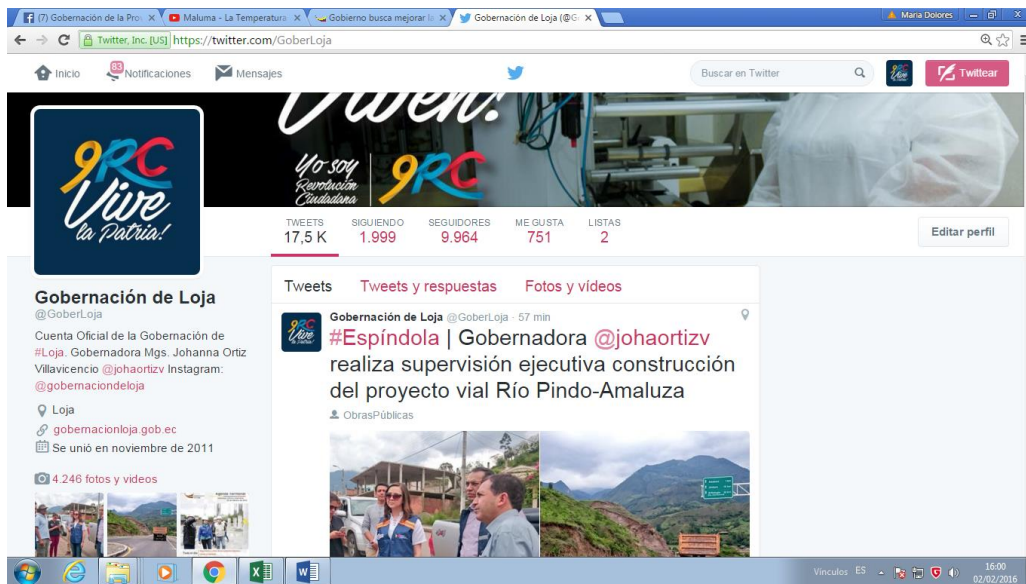 (7) Gobernación de la Prov
Maluma - La Temperatura
Gobierno busca mejorar la
Gobernación de Loja (@G
Maria Dolores
Twitter, Inc. [US] https://twitter.com/GoberLoja
Inicio
83
Notificaciones
Mensajes
Buscar en Twitter
Twittear
Viven!
Yo soy
Revolución
Ciudadana
9RC
9RC
Vive
la Patria!
TWEETS
SIGUIENDO
SEGUIDORES
ME GUSTA
LISTAS
17,5 K
1.999
9.964
751
2
Editar perfil
Gobernación de Loja
@GoberLoja
Cuenta Oficial de la Gobernación de
#Loja. Gobernadora Mgs. Johanna Ortiz
Villavicencio @johaortizv Instagram:
@gobernaciondeloja
Loja
gobernacionloja.gob.ec
Se unió en noviembre de 2011
4.246 fotos y videos
Tweets
Tweets y respuestas
Fotos y vídeos
Gobernación de Loja @GoberLoja · 57 min
#Espíndola | Gobernadora @johaortizv
realiza supervisión ejecutiva construcción
del proyecto vial Río Pindo-Amaluza
ObrasPúblicas
Vínculos
ES
16:00
02/02/2016